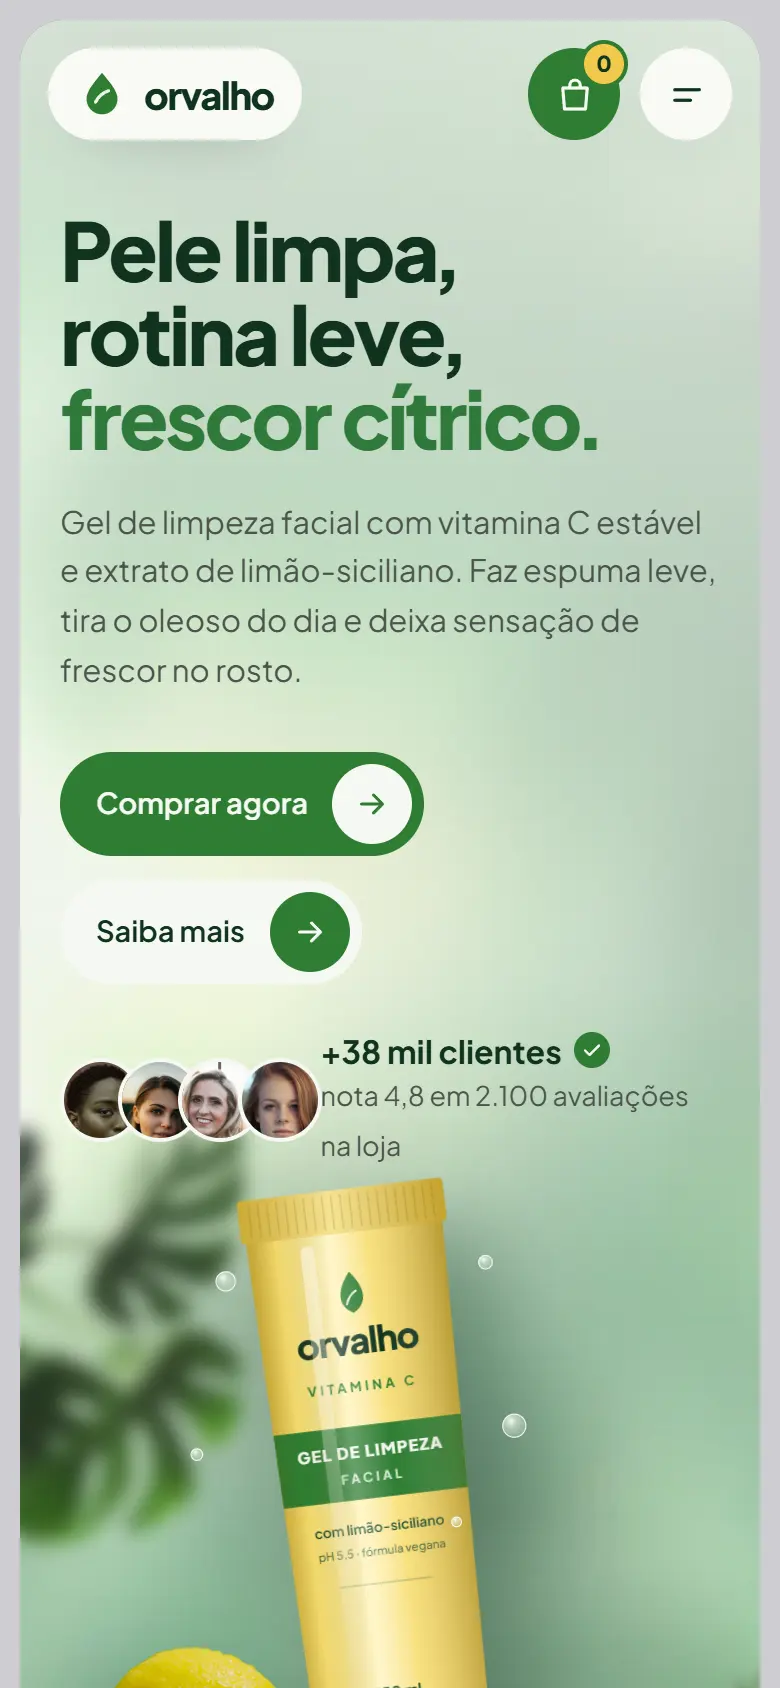 orvalho
0
Pele limpa,
rotina leve,
frescor cítrico.
Gel de limpeza facial com vitamina C estável
e extrato de limão-siciliano. Faz espuma leve,
tira o oleoso do dia e deixa sensação de
frescor no rosto.
Comprar agora
Saiba mais
+38 mil clientes
nota 4,8 em 2.100 avaliações
na loja
orvalho
VITAMINA C
GEL DE LIMPEZA
FACIAL
com limão-siciliano
pH 5.5 · fórmula vegana